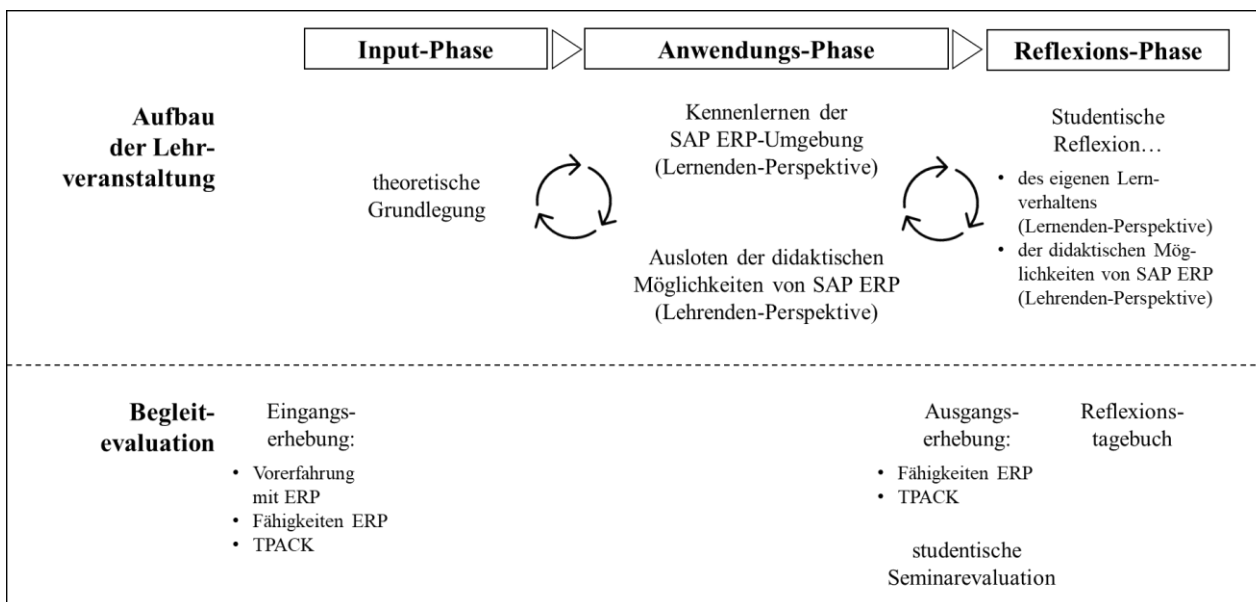 Input-Phase
Anwendungs-Phase
Reflexions-Phase
Aufbau
der Lehr-
veranstaltung
theoretische
Grundlegung
Kennenlernen der
SAP ERP-Umgebung
(Lernenden-Perspektive)
Ausloten der didaktischen
Möglichkeiten von SAP ERP
(Lehrenden-Perspektive)
Studentische
Reflexion…
• des eigenen Lern-
verhaltens
(Lernenden-Perspektive)
• der didaktischen Mög-
lichkeiten von SAP ERP
(Lehrenden-Perspektive)
Begleit-
evaluation
Eingangs-
erhebung:
• Vorerfahrung
mit ERP
• Fähigkeiten ERP
• TPACK
Ausgangs-
erhebung:
• Fähigkeiten ERP
• TPACK
studentische
Seminarevaluation
Reflexions-
tagebuch